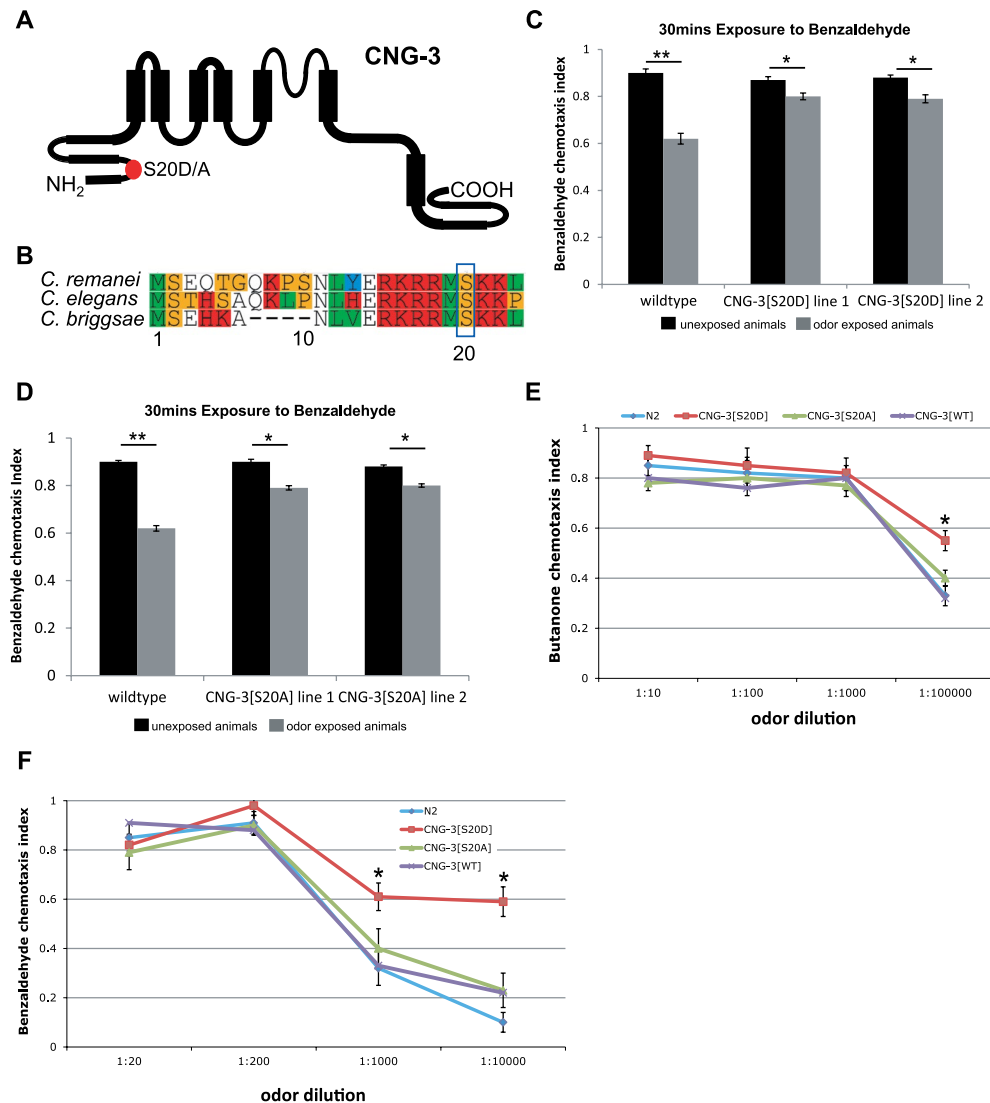 A
CNG-3
S20D/A
NH2
COOH
B
C. remanei MSEQTGQKPSNLYERKRRMSKKL
C. elegans MSTHSAQKLPNLHERKRRMSKKP
C. briggsae MSEHKA----NLVERKRRMSKKL
1 10 20
C
30mins Exposure to Benzaldehyde
Benzaldehyde chemotaxis index
1
0.8
0.6
0.4
0.2
0
** * *
wildtype CNG-3[S20D] line 1 CNG-3[S20D] line 2
unexposed animals odor exposed animals
D
30mins Exposure to Benzaldehyde
Benzaldehyde chemotaxis Index
1
0.8
0.6
0.4
0.2
0
** * *
wildtype CNG-3[S20A] line 1 CNG-3[S20A] line 2
unexposed animals odor exposed animals
E
N2 CNG-3[S20D] CNG-3[S20A] CNG-3[WT]
Butanone chemotaxis index
1
0.8
0.6
0.4
0.2
0
*
1:10 1:100 1:1000 1:100000
odor dilution
F
Benzaldehyde chemotaxis index
1
0.8
0.6
0.4
0.2
0
N2
CNG-3[S20D]
CNG-3[S20A]
CNG-3[WT]
* *
1:20 1:200 1:1000 1:10000
odor dilution